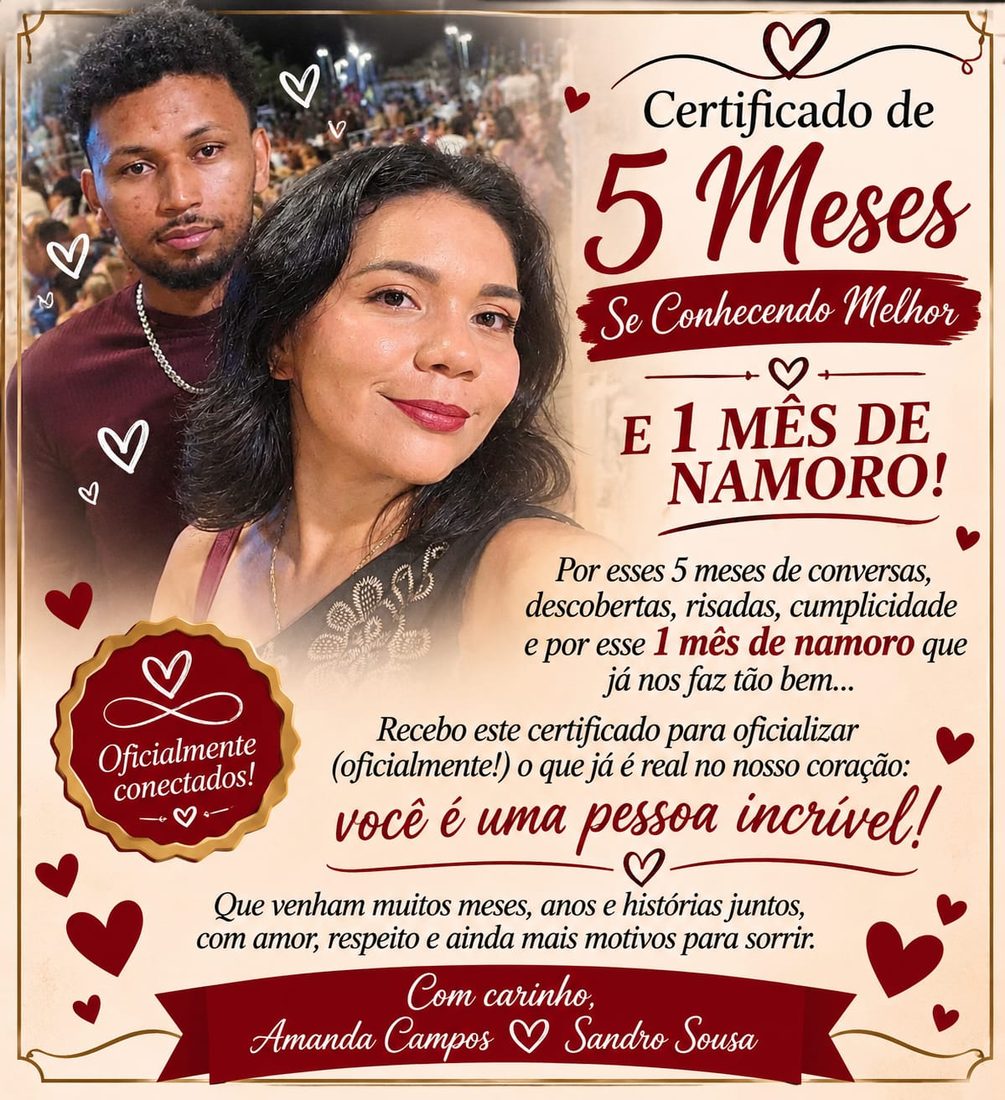 Certificado de
5 Meses
Se Conhecendo Melhor
E 1 MÊS DE
NAMORO!
Por esses 5 meses de conversas,
descobertas, risadas, cumplicidade
e por esse 1 mês de namoro que
já nos faz tão bem...
Oficialmente
conectados!
Recebo este certificado para oficializar
(oficialmente!) o que já é real no nosso coração:
você é uma pessoa incrível!
Que venham muitos meses, anos e histórias juntos,
com amor, respeito e ainda mais motivos para sorrir.
Com carinho,
Amanda Campos Sandro Sousa